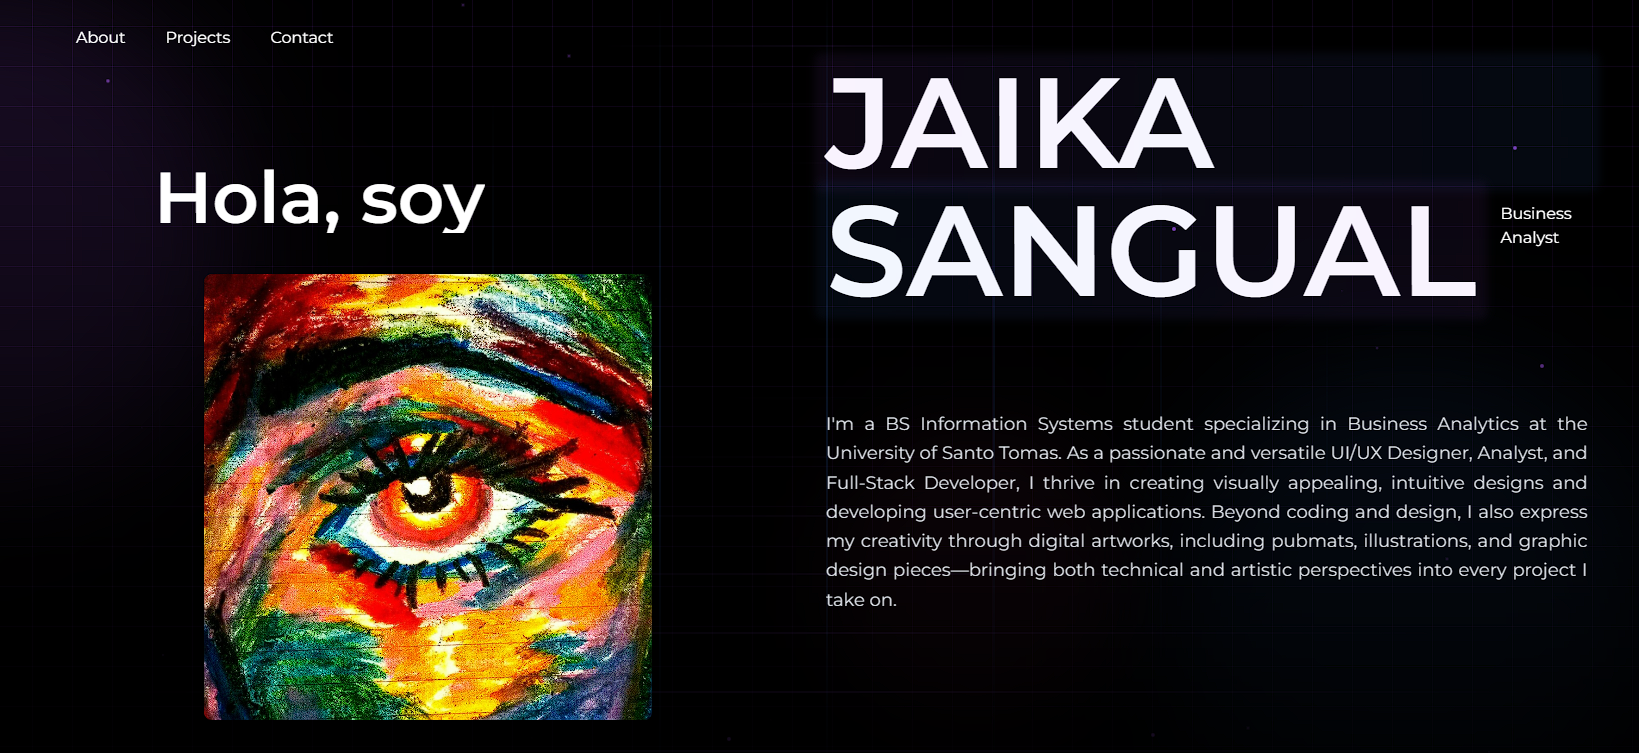 About Projects Contact
Hola, soy
JAIKA
SANGUAL
Business
Analyst
I'm a BS Information Systems student specializing in Business Analytics at the
University of Santo Tomas. As a passionate and versatile UI/UX Designer, Analyst, and
Full-Stack Developer, I thrive in creating visually appealing, intuitive designs and
developing user-centric web applications. Beyond coding and design, I also express
my creativity through digital artworks, including pubmats, illustrations, and graphic
design pieces—bringing both technical and artistic perspectives into every project I
take on.